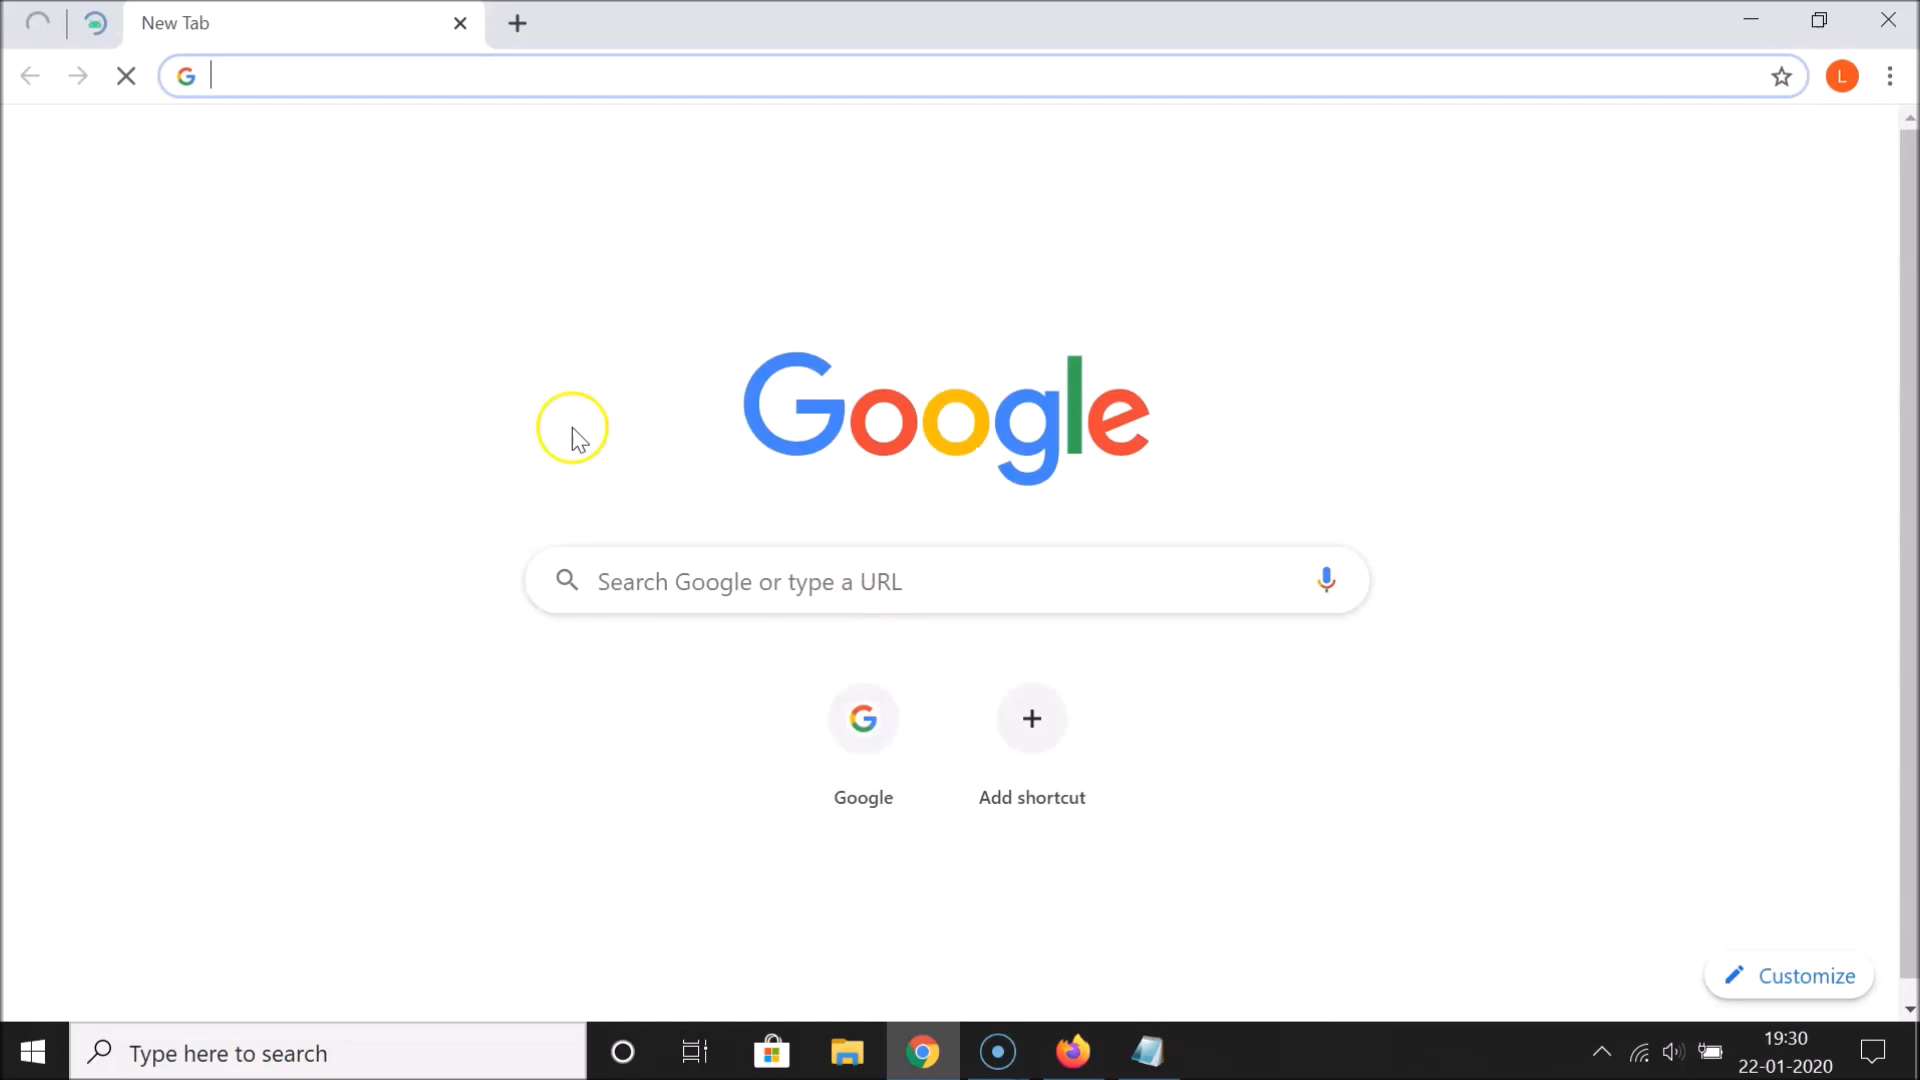 New Tab
L
Google
Search Google or type a URL
Google
Add shortcut
Customize
Type here to search
19:30
22-01-2020